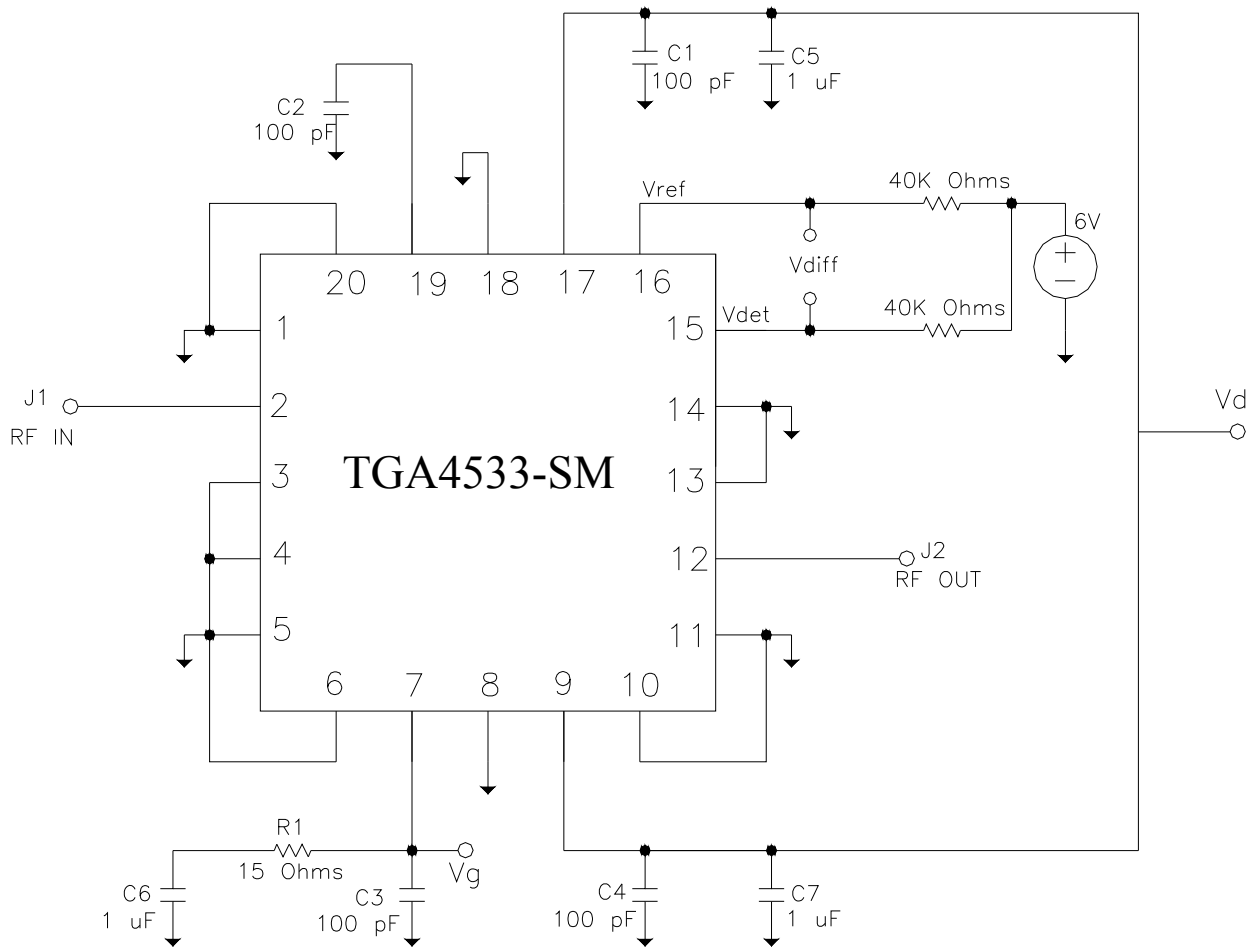 C1
100 pF
C5
1 uF
C2
100 pF
Vref
40K Ohms
6V
+
−
Vdiff
Vdet
40K Ohms
20
19
18
17
16
1
15
J1
RF IN
2
14
Vd
3
TGA4533-SM
13
4
12
J2
RF OUT
5
11
6
7
8
9
10
R1
15 Ohms
Vg
C6
1 uF
C3
100 pF
C4
100 pF
C7
1 uF